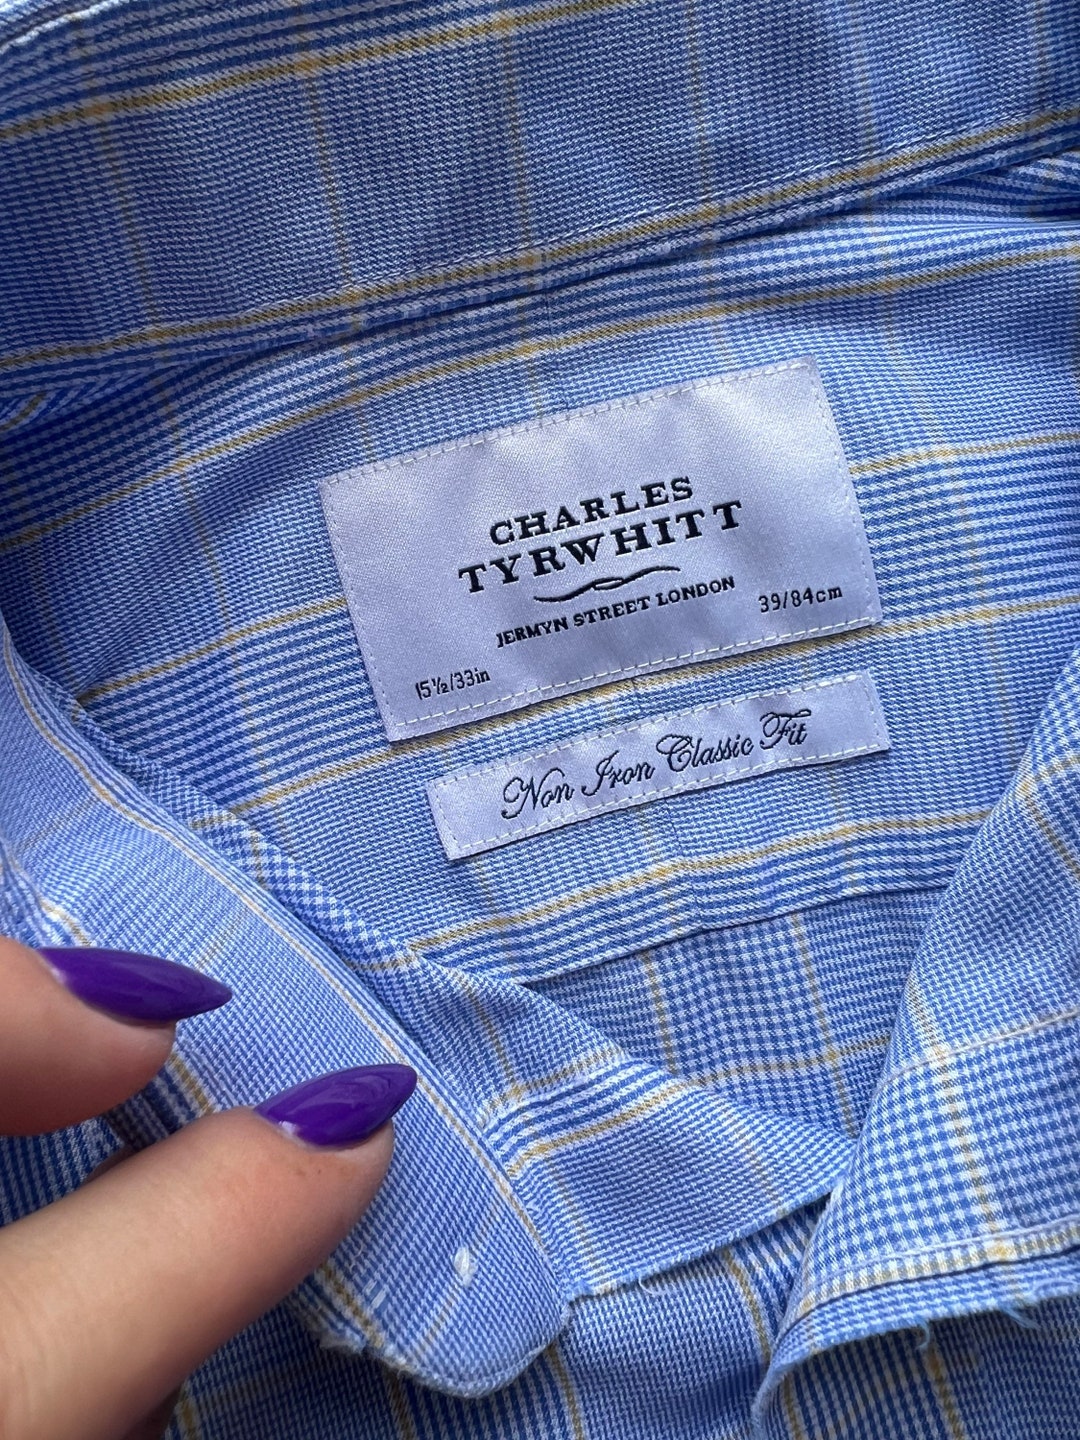 CHARLES
TYRWHITT
JERMYN STREET LONDON
15½/33in
39/84cm
Non Iron Classic Fit